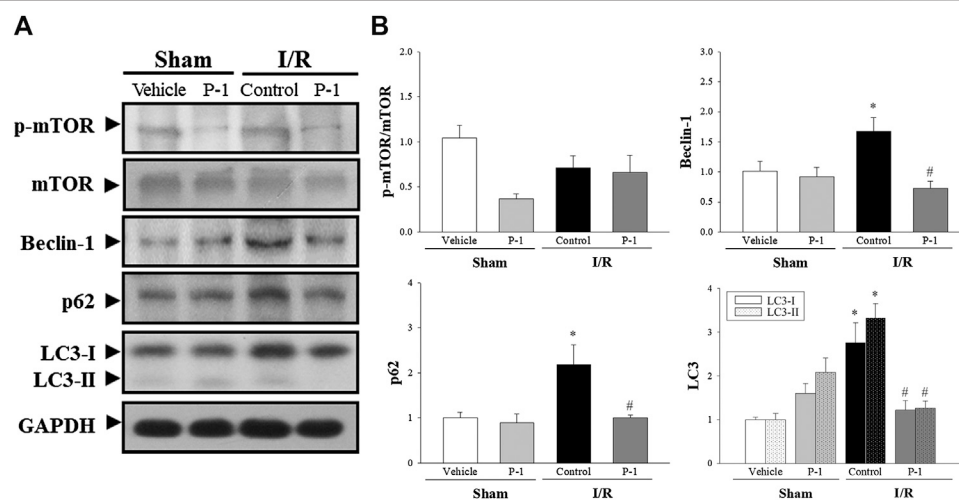 A
Sham I/R
Vehicle P-1 Control P-1
p-mTOR
mTOR
Beclin-1
p62
LC3-I
LC3-II
GAPDH
B
p-mTOR/mTOR
2.0
1.5
1.0
0.5
0.0
Vehicle P-1 Control P-1
Sham I/R
Beclin-1
3.0
2.5
2.0
1.5
1.0
0.5
0.0
*
#
Vehicle P-1 Control P-1
Sham I/R
p62
4
3
2
1
0
*
#
Vehicle P-1 Control P-1
Sham I/R
LC3
4
3
2
1
0
LC3-I
LC3-II
* *
# #
Vehicle P-1 Control P-1
Sham I/R